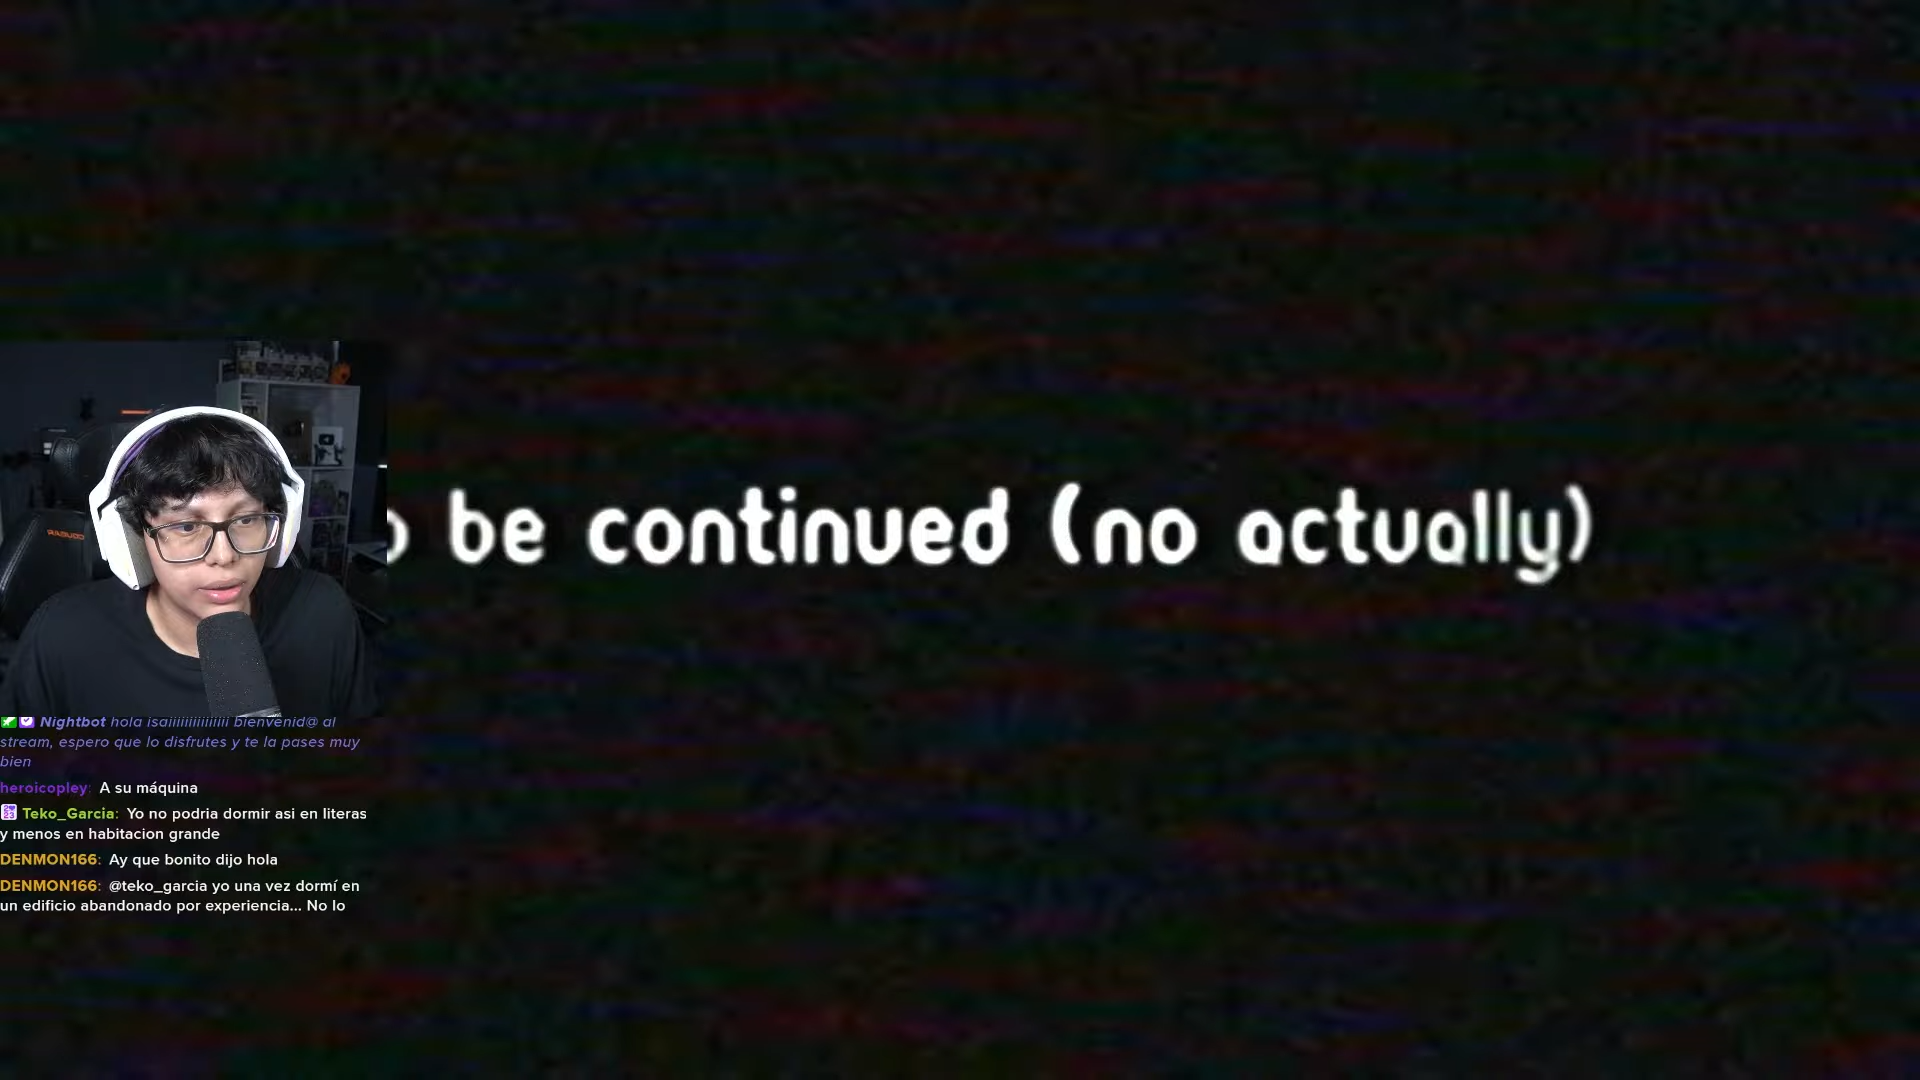 o be continued (no actually)
COUGAR
Nightbot hola isaiiiiiiiiiiiiiii bienvenid@ al
stream, espero que lo disfrutes y te la pases muy
bien
heroicopley: A su máquina
Teko_Garcia: Yo no podria dormir asi en literas
y menos en habitacion grande
DENMON166: Ay que bonito dijo hola
DENMON166: @teko_garcia yo una vez dormí en
un edificio abandonado por experiencia... No lo